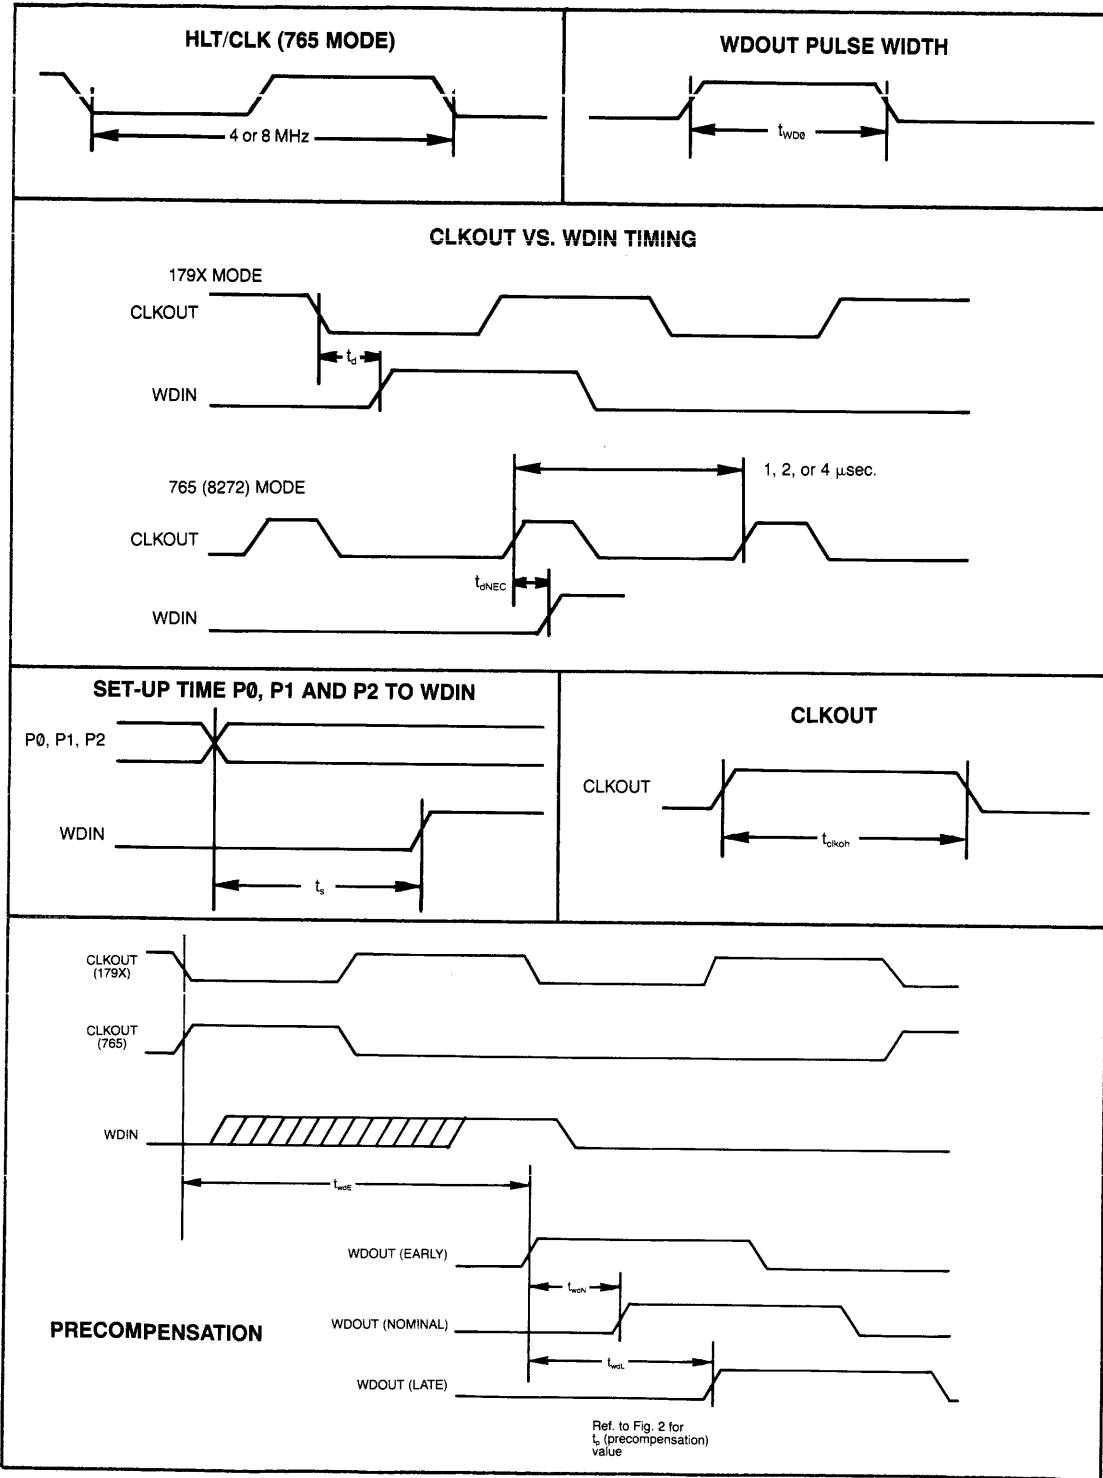 HLT/CLK (765 MODE)
4 or 8 MHz
WDOUT PULSE WIDTH
tWDØ
CLKOUT VS. WDIN TIMING
179X MODE
CLKOUT
td
WDIN
1, 2, or 4 μsec.
765 (8272) MODE
CLKOUT
tdNEC
WDIN
SET-UP TIME PØ, P1 AND P2 TO WDIN
PØ, P1, P2
WDIN
ts
CLKOUT
CLKOUT
tclkoh
CLKOUT
(179X)
CLKOUT
(765)
WDIN
twdE
WDOUT (EARLY)
twdN
WDOUT (NOMINAL)
PRECOMPENSATION
twdL
WDOUT (LATE)
Ref. to Fig. 2 for
tp (precompensation)
value